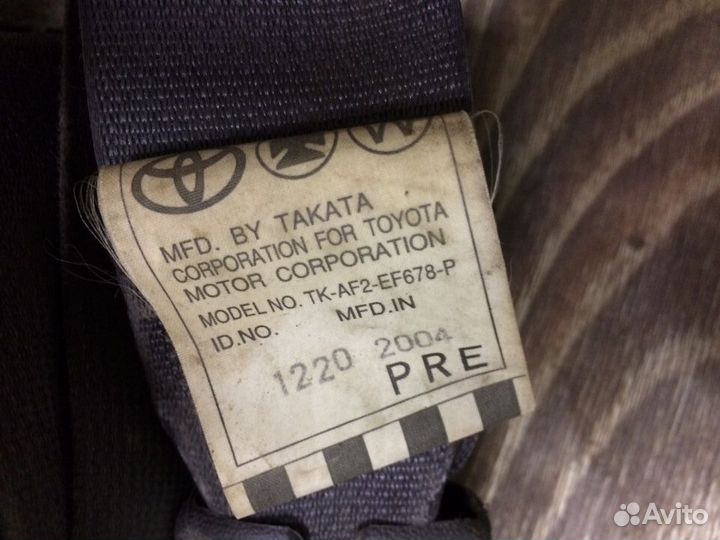 MFD. BY TAKATA
CORPORATION FOR TOYOTA
MOTOR CORPORATION
MODEL NO. TK-AF2-EF678-P
ID.NO. MFD.IN
1220 2004
PRE
Avito